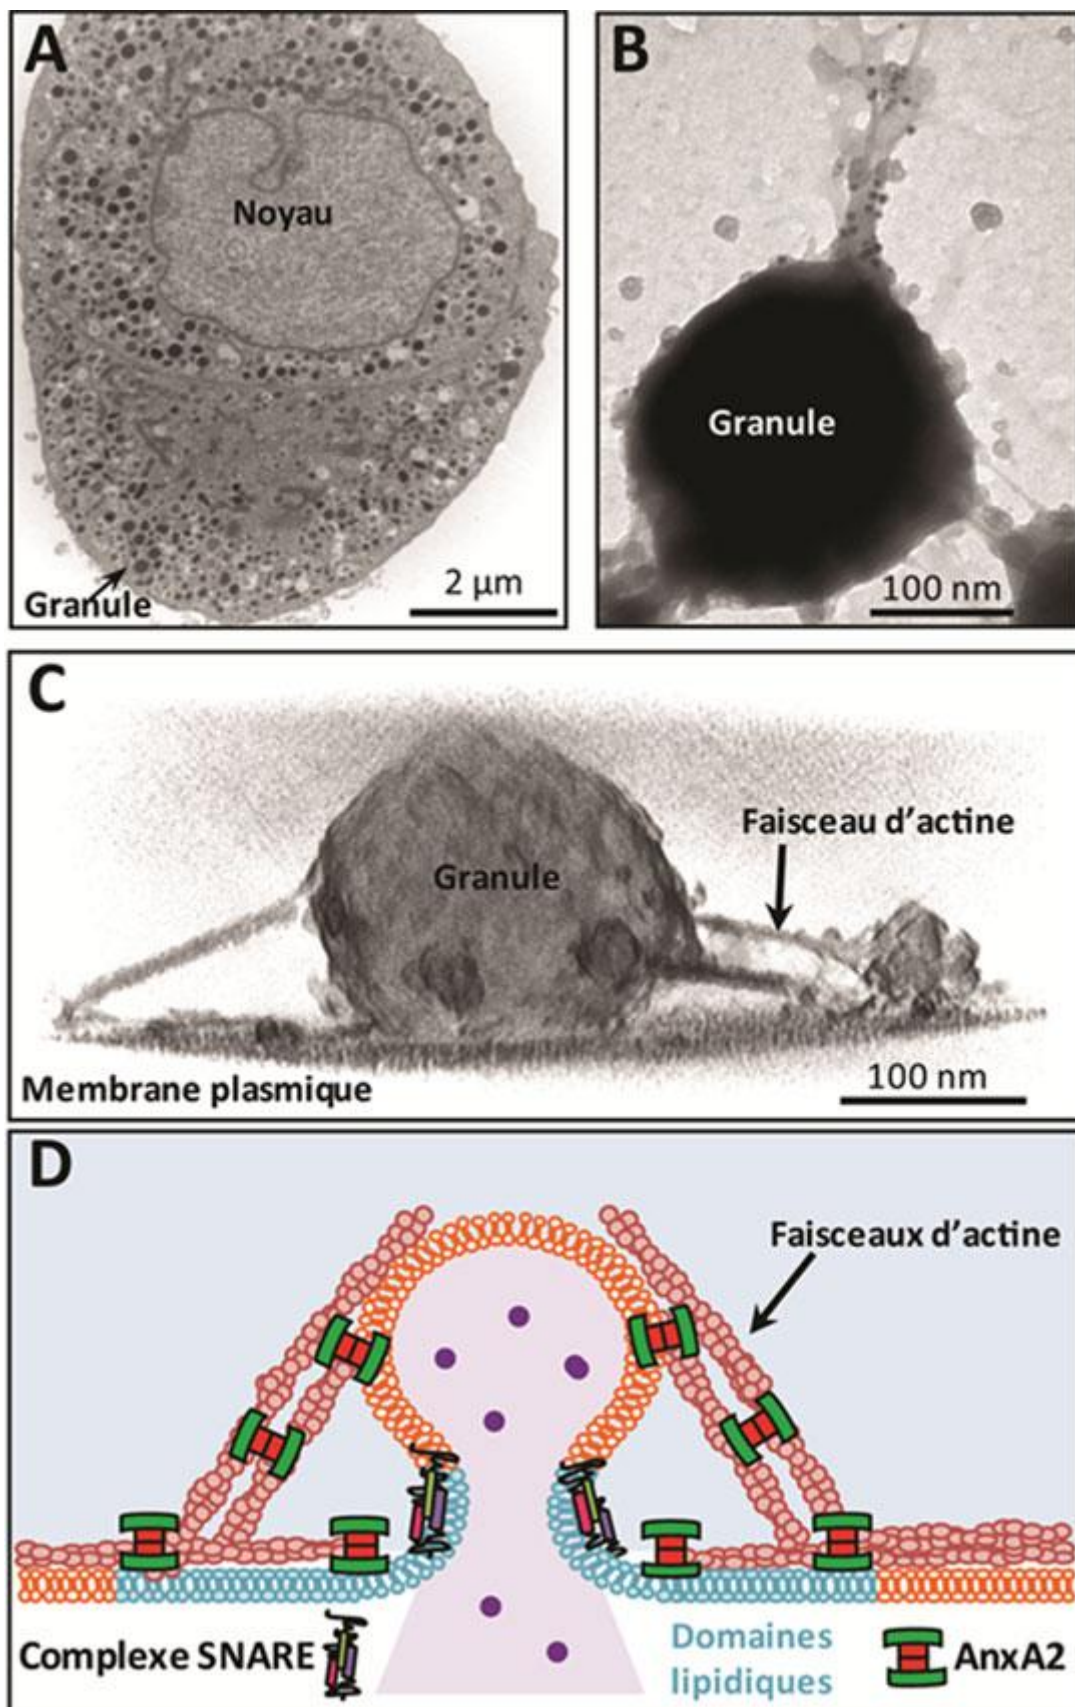 A
Noyau
Granule
2 µm
B
Granule
100 nm
C
Faisceau d'actine
Granule
Membrane plasmique
100 nm
D
Faisceaux d'actine
Complexe SNARE
Domaines
lipidiques
AnxA2